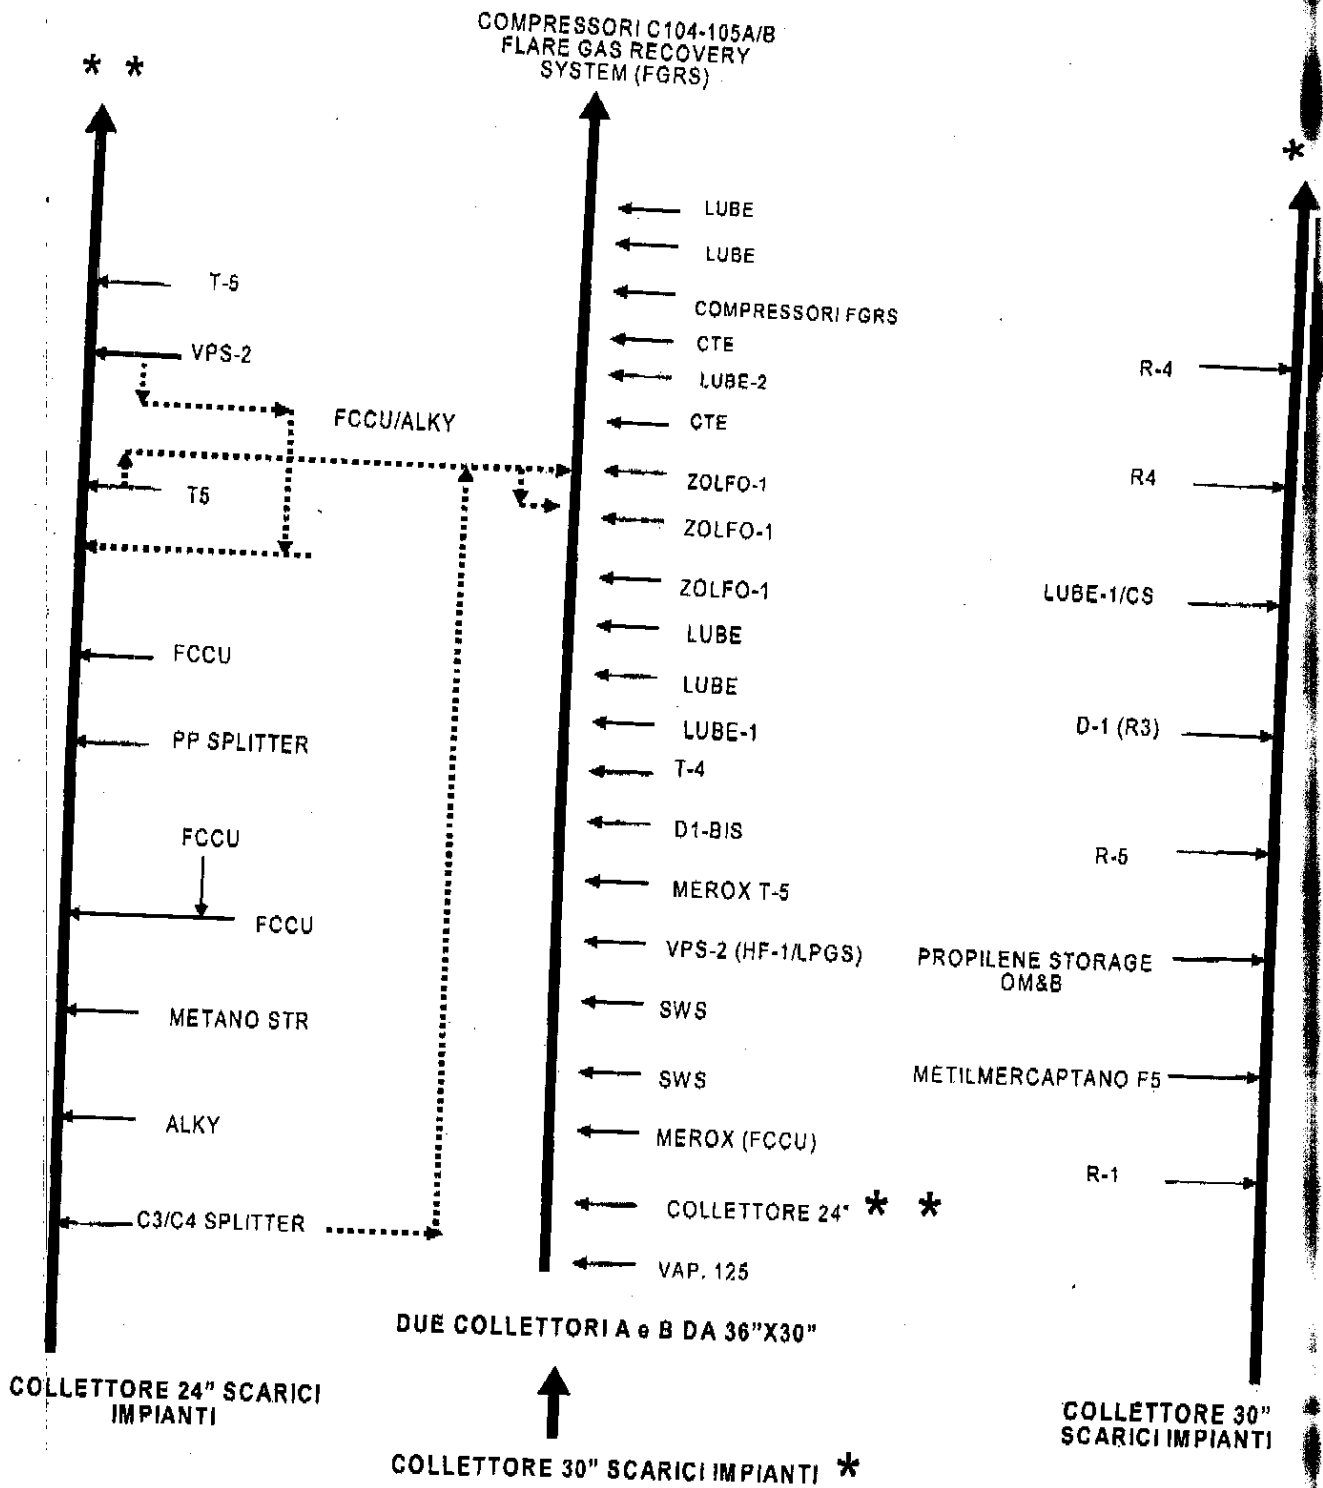 COMPRESSORI C104-105A/B
FLARE GAS RECOVERY
SYSTEM (FGRS)
* *
*
T-5
VPS-2
FCCU/ALKY
T5
FCCU
PP SPLITTER
FCCU
FCCU
METANO STR
ALKY
C3/C4 SPLITTER
COLLETTORE 24" SCARICI
IMPIANTI
LUBE
LUBE
COMPRESSORI FGRS
CTE
LUBE-2
CTE
ZOLFO-1
ZOLFO-1
ZOLFO-1
LUBE
LUBE
LUBE-1
T-4
D1-BIS
MEROX T-5
VPS-2 (HF-1/LPGS)
SWS
SWS
MEROX (FCCU)
COLLETTORE 24" * *
VAP. 125
DUE COLLETTORI A e B DA 36"X30"
COLLETTORE 30" SCARICI IMPIANTI *
R-4
R4
LUBE-1/CS
D-1 (R3)
R-5
PROPILENE STORAGE
OM&B
METILMERCAPTANO F5
R-1
COLLETTORE 30"
SCARICI IMPIANTI